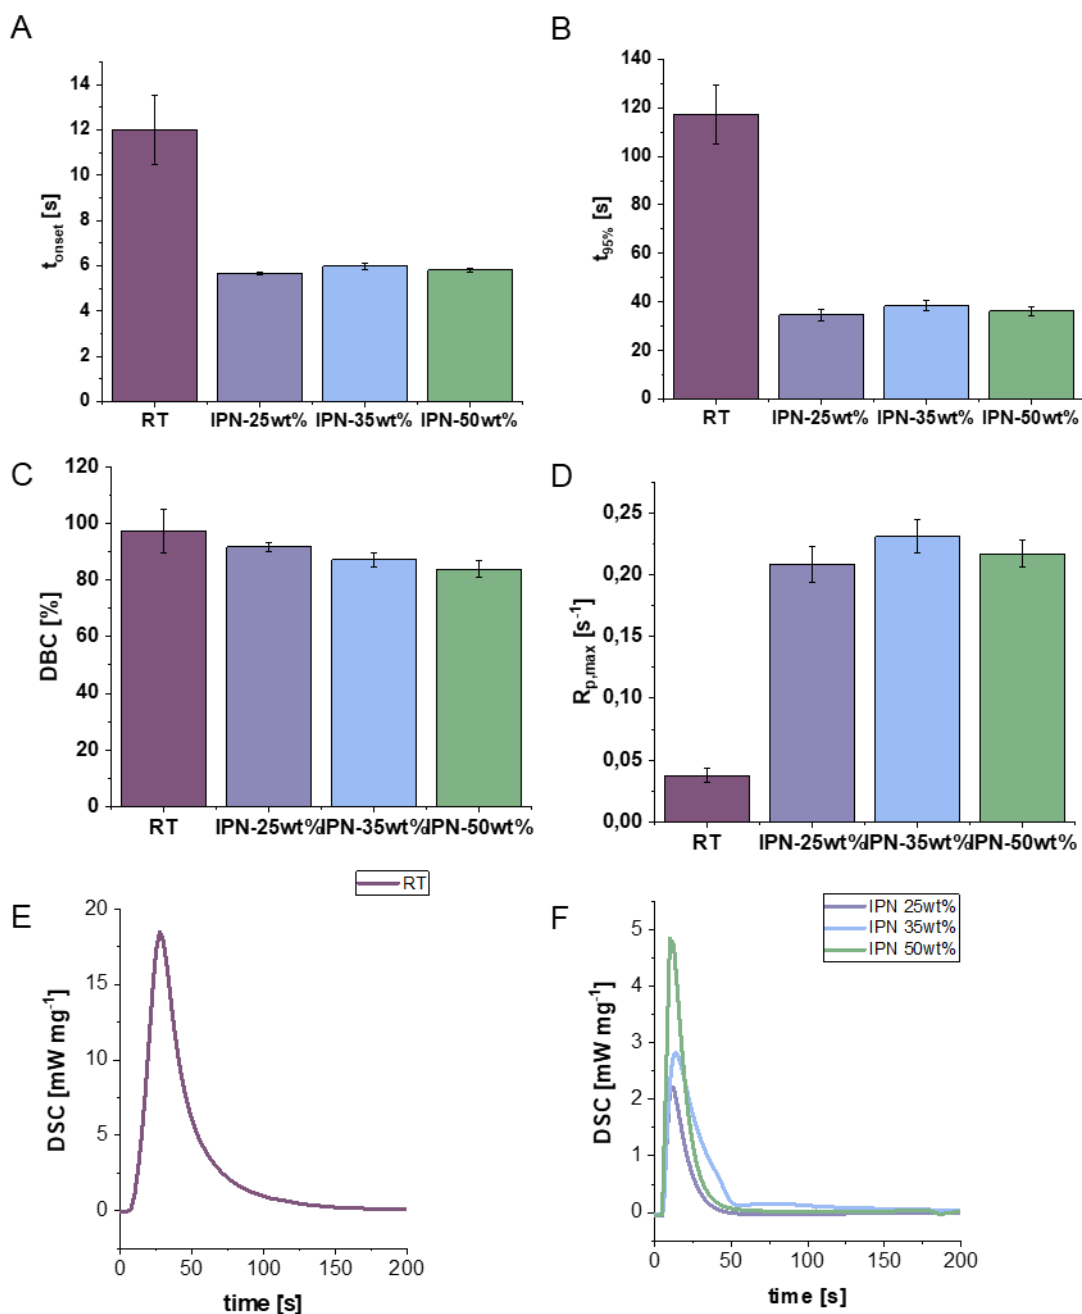 A
t_onset [s]
14
12
10
8
6
4
2
0
RT IPN-25wt% IPN-35wt% IPN-50wt%
B
t_95% [s]
140
120
100
80
60
40
20
0
RT IPN-25wt% IPN-35wt% IPN-50wt%
C
DBC [%]
120
100
80
60
40
20
0
RT IPN-25wt% IPN-35wt% IPN-50wt%
D
R_p,max [s^-1]
0,25
0,20
0,15
0,10
0,05
0,00
RT IPN-25wt% IPN-35wt% IPN-50wt%
E
RT
DSC [mW mg^-1]
20
15
10
5
0
0 50 100 150 200
time [s]
F
IPN 25wt%
IPN 35wt%
IPN 50wt%
DSC [mW mg^-1]
5
4
3
2
1
0
0 50 100 150 200
time [s]